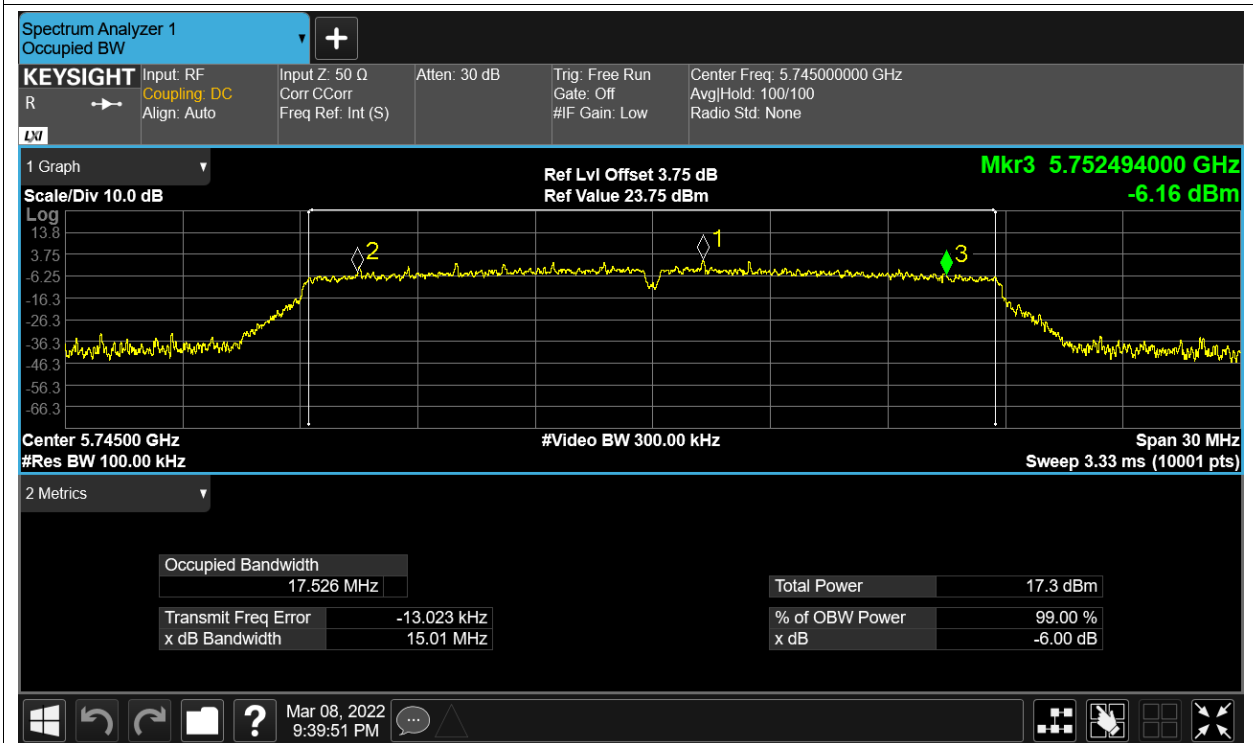 Spectrum Analyzer 1
Occupied BW
KEYSIGHT
R
LXI
Input: RF
Coupling: DC
Align: Auto
Input Z: 50 Ω
Corr CCorr
Freq Ref: Int (S)
Atten: 30 dB
Trig: Free Run
Gate: Off
#IF Gain: Low
Center Freq: 5.745000000 GHz
Avg|Hold: 100/100
Radio Std: None
1 Graph
Scale/Div 10.0 dB
Ref Lvl Offset 3.75 dB
Ref Value 23.75 dBm
Mkr3 5.752494000 GHz
-6.16 dBm
Log
13.8
3.75
-6.25
-16.3
-26.3
-36.3
-46.3
-56.3
-66.3
2
1
3
Center 5.74500 GHz
#Res BW 100.00 kHz
#Video BW 300.00 kHz
Span 30 MHz
Sweep 3.33 ms (10001 pts)
2 Metrics
Occupied Bandwidth
17.526 MHz
Transmit Freq Error -13.023 kHz
x dB Bandwidth 15.01 MHz
Total Power 17.3 dBm
% of OBW Power 99.00 %
x dB -6.00 dB
?
Mar 08, 2022
9:39:51 PM